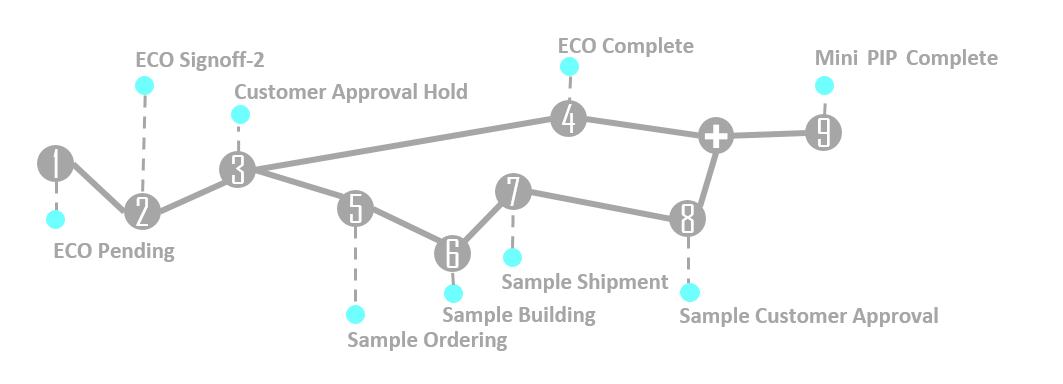 ECO Complete
Mini PIP Complete
ECO Signoff-2
Customer Approval Hold
4
+
9
1
3
7
2
5
8
6
ECO Pending
Sample Shipment
Sample Building
Sample Customer Approval
Sample Ordering